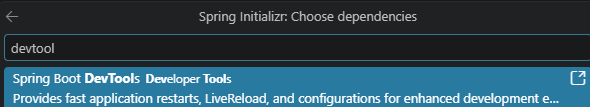 Spring Initializr: Choose dependencies
devtool
Spring Boot DevTools Developer Tools
Provides fast application restarts, LiveReload, and configurations for enhanced development e...